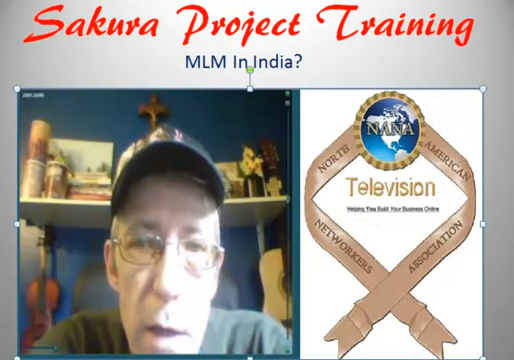 Sakura Project Training
MLM In India?
NANA
NORTH AMERICAN
Television
Helping You Build Your Business Online
NETWORKERS ASSOCIATION